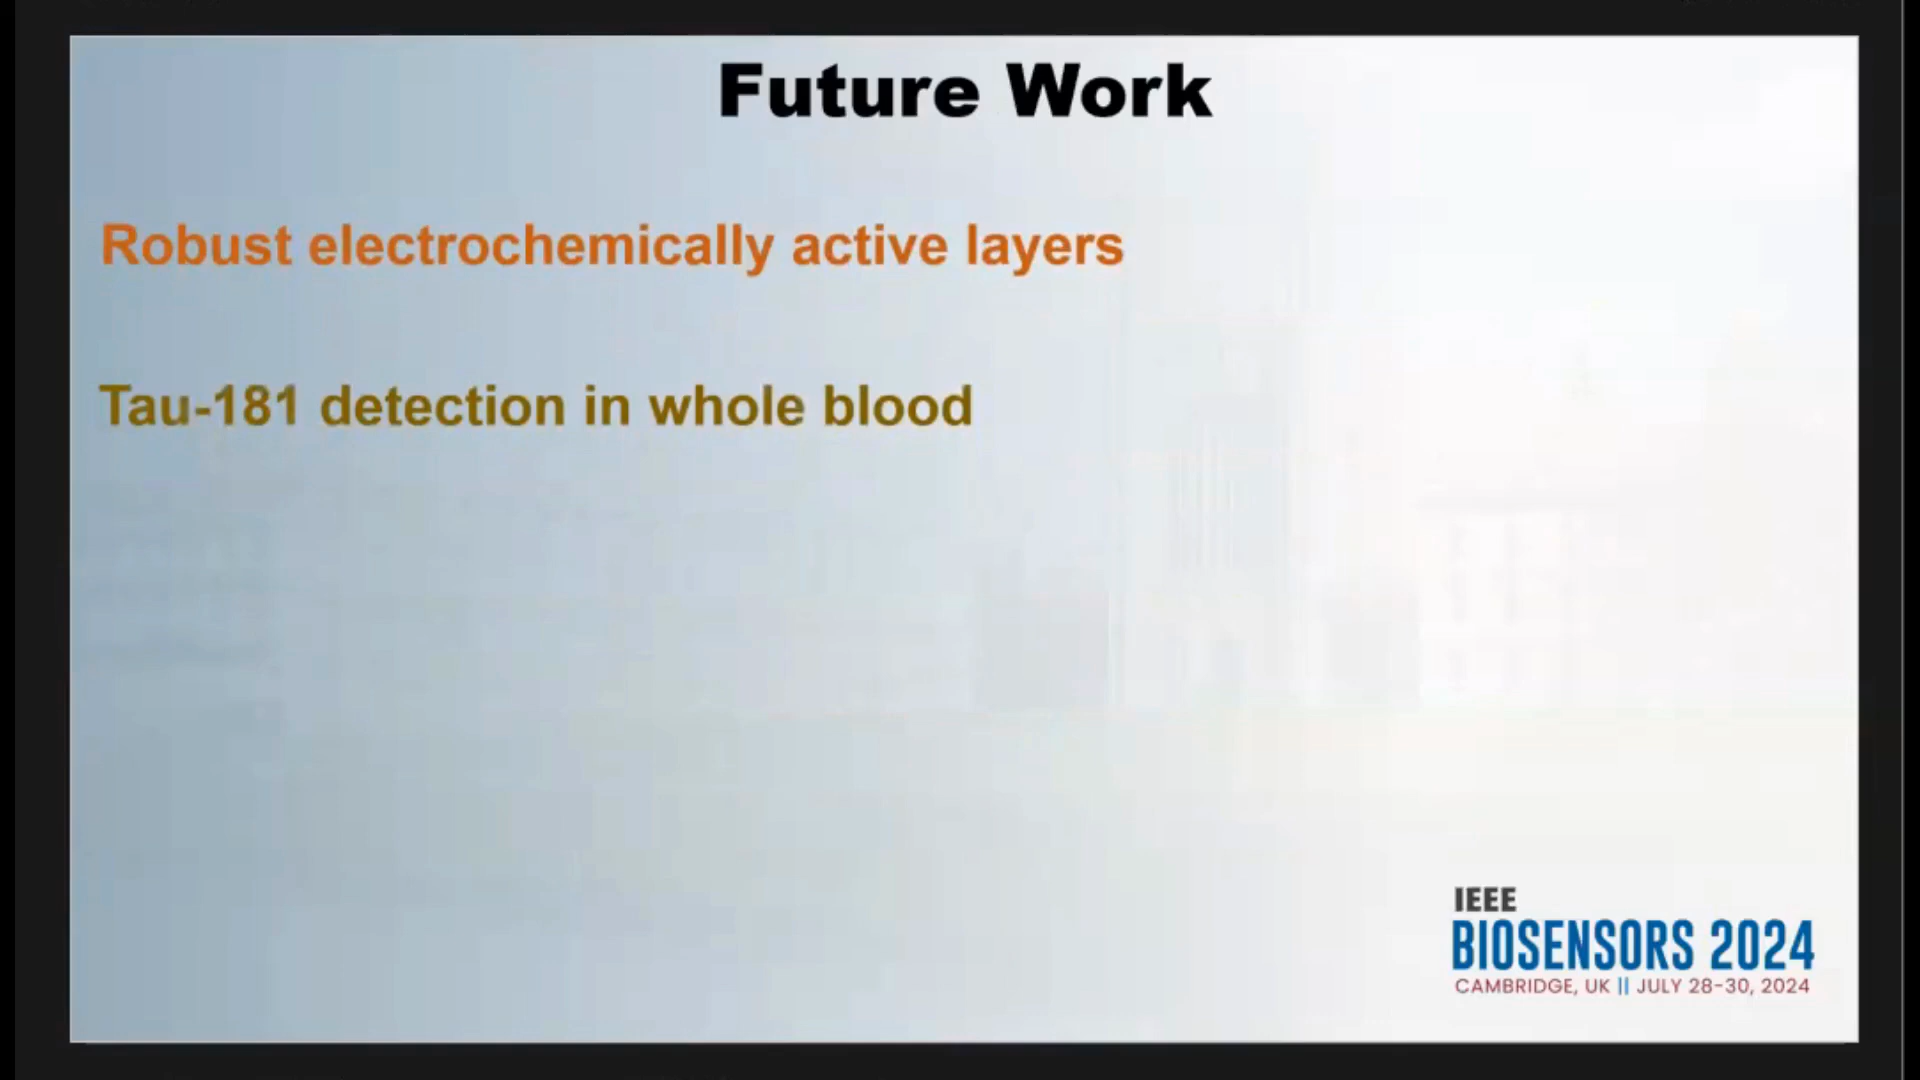 Future Work
Robust electrochemically active layers
Tau-181 detection in whole blood
IEEE
BIOSENSORS 2024
CAMBRIDGE, UK || JULY 28-30, 2024